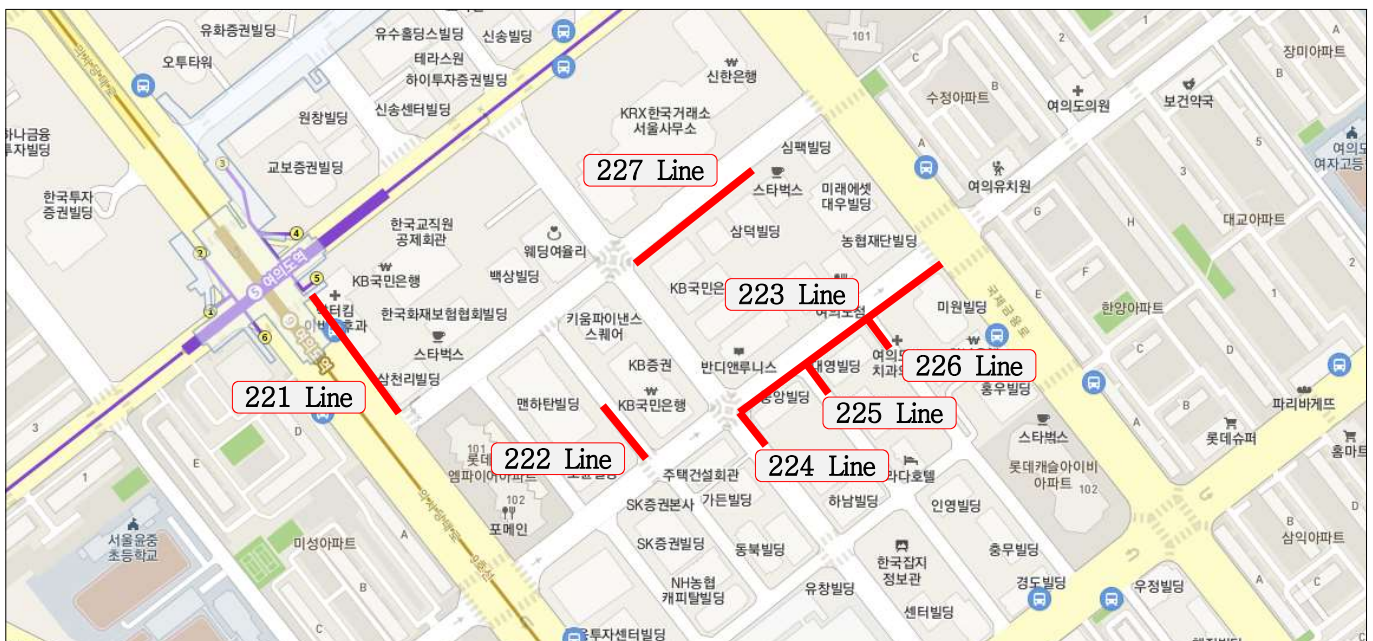 유화증권빌딩
유수홀딩스빌딩
신송빌딩
테라스원
하이투자증권빌딩
오투타워
신송센터빌딩
원창빌딩
교보증권빌딩
하나금융
투자빌딩
한국투자
증권빌딩
한국교직원
공제회관
웨딩여율리
백상빌딩
KB국민은행
한국화재보험협회빌딩
스타벅스
삼천리빌딩
신한은행
KRX한국거래소
서울사무소
심팩빌딩
스타벅스
미래에셋
대우빌딩
삼덕빌딩
농협재단빌딩
미원빌딩
키움파이낸스
스퀘어
KB증권
KB국민은행
반디앤루니스
맨하탄빌딩
주택건설회관
SK증권본사
가든빌딩
SK증권빌딩
동북빌딩
NH농협
캐피탈빌딩
유창빌딩
하남빌딩
인영빌딩
한국잡지
정보관
센터빌딩
충무빌딩
경도빌딩
우정빌딩
홍우빌딩
스타벅스
롯데캐슬아이비
아파트
102
101
102
포메인
서울윤중
초등학교
미성아파트
101
수정아파트
여의도의원
보건약국
장미아파트
여의유치원
대교아파트
한양아파트
국제금융로
파리바게뜨
롯데슈퍼
홈마트
삼익아파트
여의도역
227 Line
223 Line
226 Line
225 Line
224 Line
222 Line
221 Line